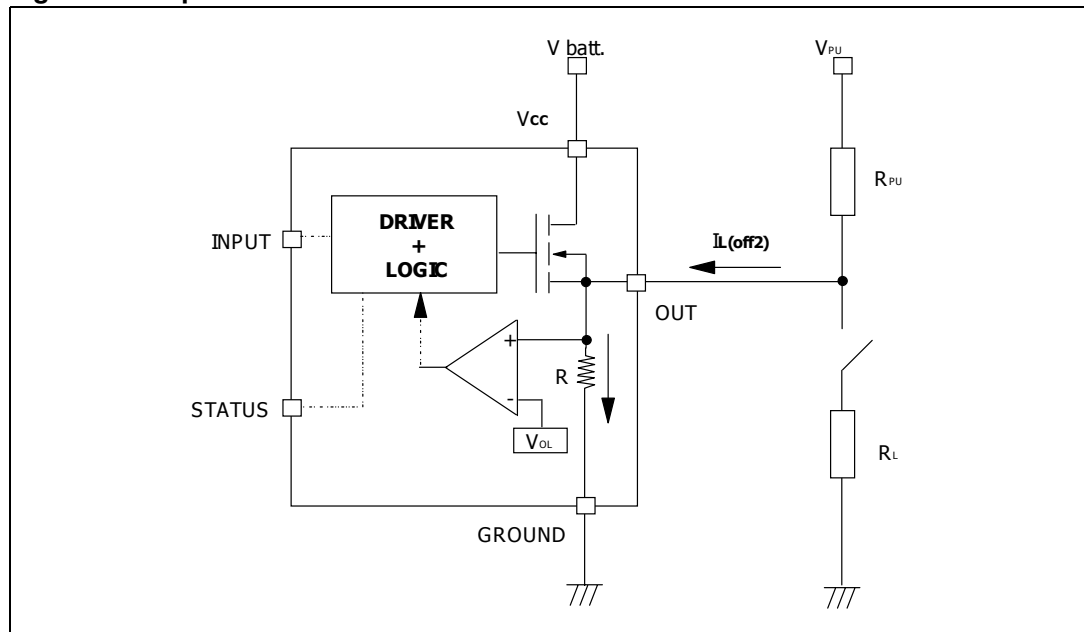 V batt.
VPU
Vcc
RPU
DRIVER
+
LOGIC
INPUT
IL(off2)
OUT
+
R
-
STATUS
VOL
RL
GROUND